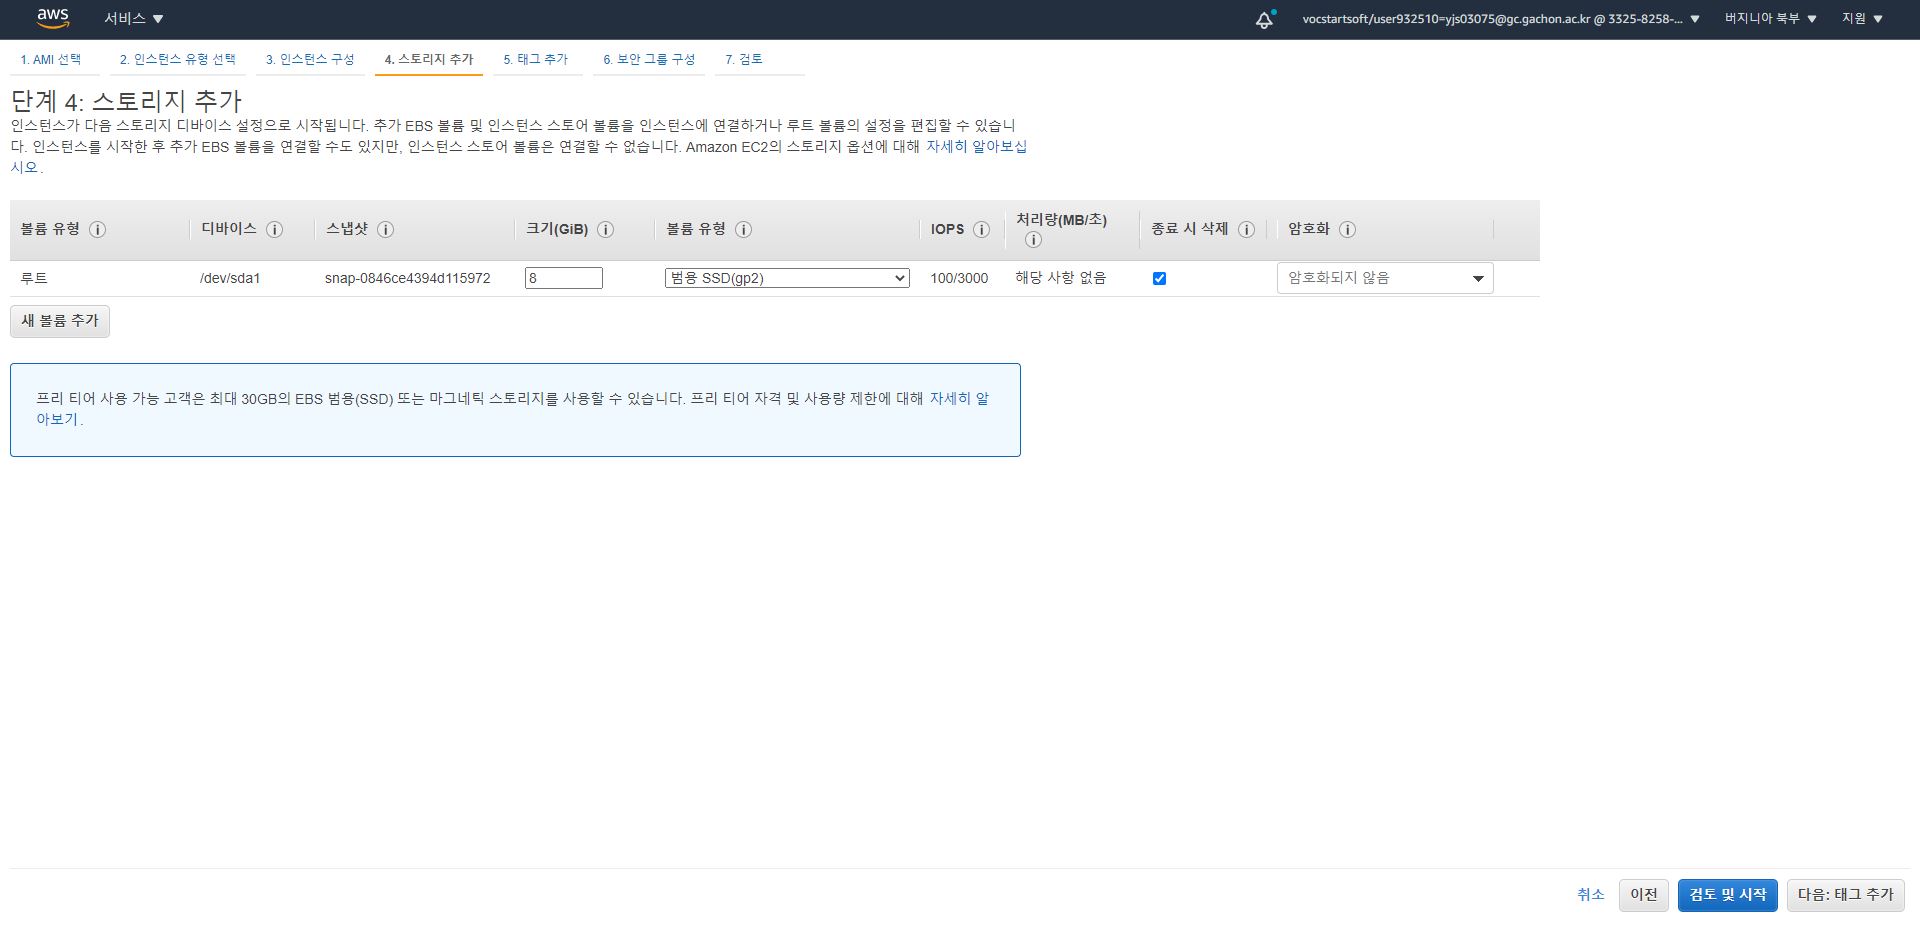 aws 서비스 vocstartsoft/user932510=yjs03075@gc.gachon.ac.kr @ 3325-8258-... 버지니아 북부 지원
1. AMI 선택 2. 인스턴스 유형 선택 3. 인스턴스 구성 4. 스토리지 추가 5. 태그 추가 6. 보안 그룹 구성 7. 검토
단계 4: 스토리지 추가
인스턴스가 다음 스토리지 디바이스 설정으로 시작됩니다. 추가 EBS 볼륨 및 인스턴스 스토어 볼륨을 인스턴스에 연결하거나 루트 볼륨의 설정을 편집할 수 있습니
다. 인스턴스를 시작한 후 추가 EBS 볼륨을 연결할 수도 있지만, 인스턴스 스토어 볼륨은 연결할 수 없습니다. Amazon EC2의 스토리지 옵션에 대해 자세히 알아보십
시오.
볼륨 유형 디바이스 스냅샷 크기(GiB) 볼륨 유형 IOPS 처리량(MB/초) 종료 시 삭제 암호화
루트 /dev/sda1 snap-0846ce4394d115972 8 범용 SSD(gp2) 100/3000 해당 사항 없음 암호화되지 않음
새 볼륨 추가
프리 티어 사용 가능 고객은 최대 30GB의 EBS 범용(SSD) 또는 마그네틱 스토리지를 사용할 수 있습니다. 프리 티어 자격 및 사용량 제한에 대해 자세히 알
아보기.
취소 이전 검토 및 시작 다음: 태그 추가